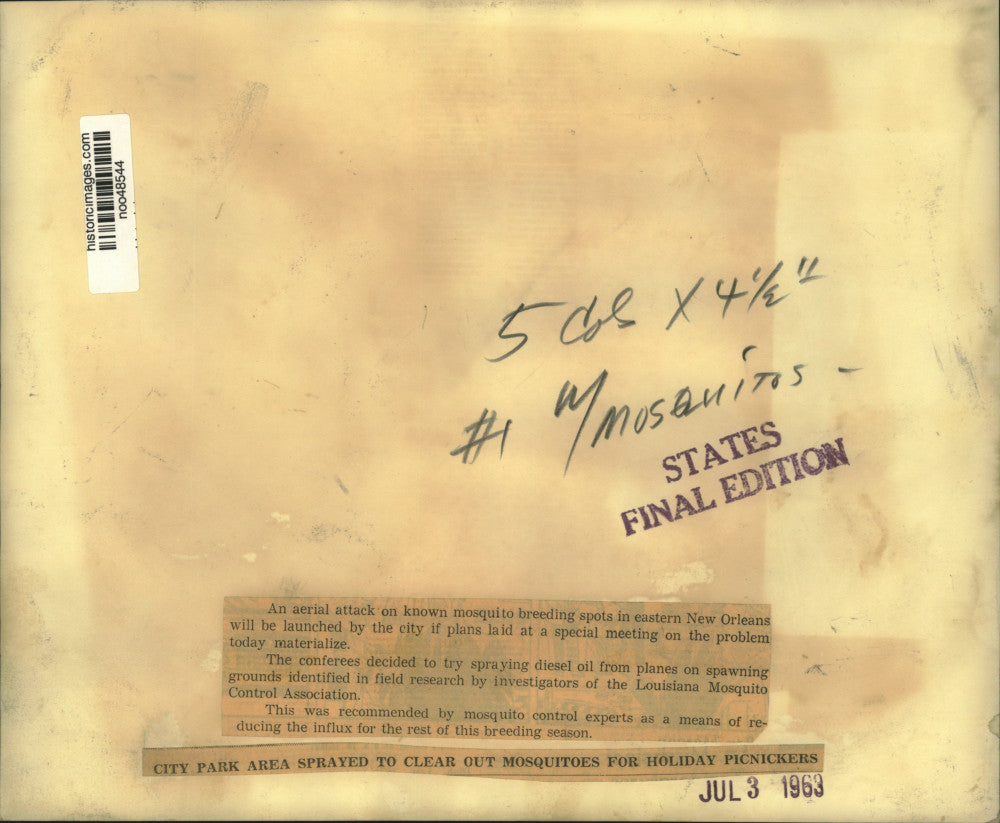 historicimages.com
noo48544
5 Cols X 4 1/2"
#1 W/ MOSQUITOS -
STATES
FINAL EDITION
An aerial attack on known mosquito breeding spots in eastern New Orleans
will be launched by the city if plans laid at a special meeting on the problem
today materialize.
The conferees decided to try spraying diesel oil from planes on spawning
grounds identified in field research by investigators of the Louisiana Mosquito
Control Association.
This was recommended by mosquito control experts as a means of re-
ducing the influx for the rest of this breeding season.
CITY PARK AREA SPRAYED TO CLEAR OUT MOSQUITOES FOR HOLIDAY PICNICKERS
JUL 3 1963